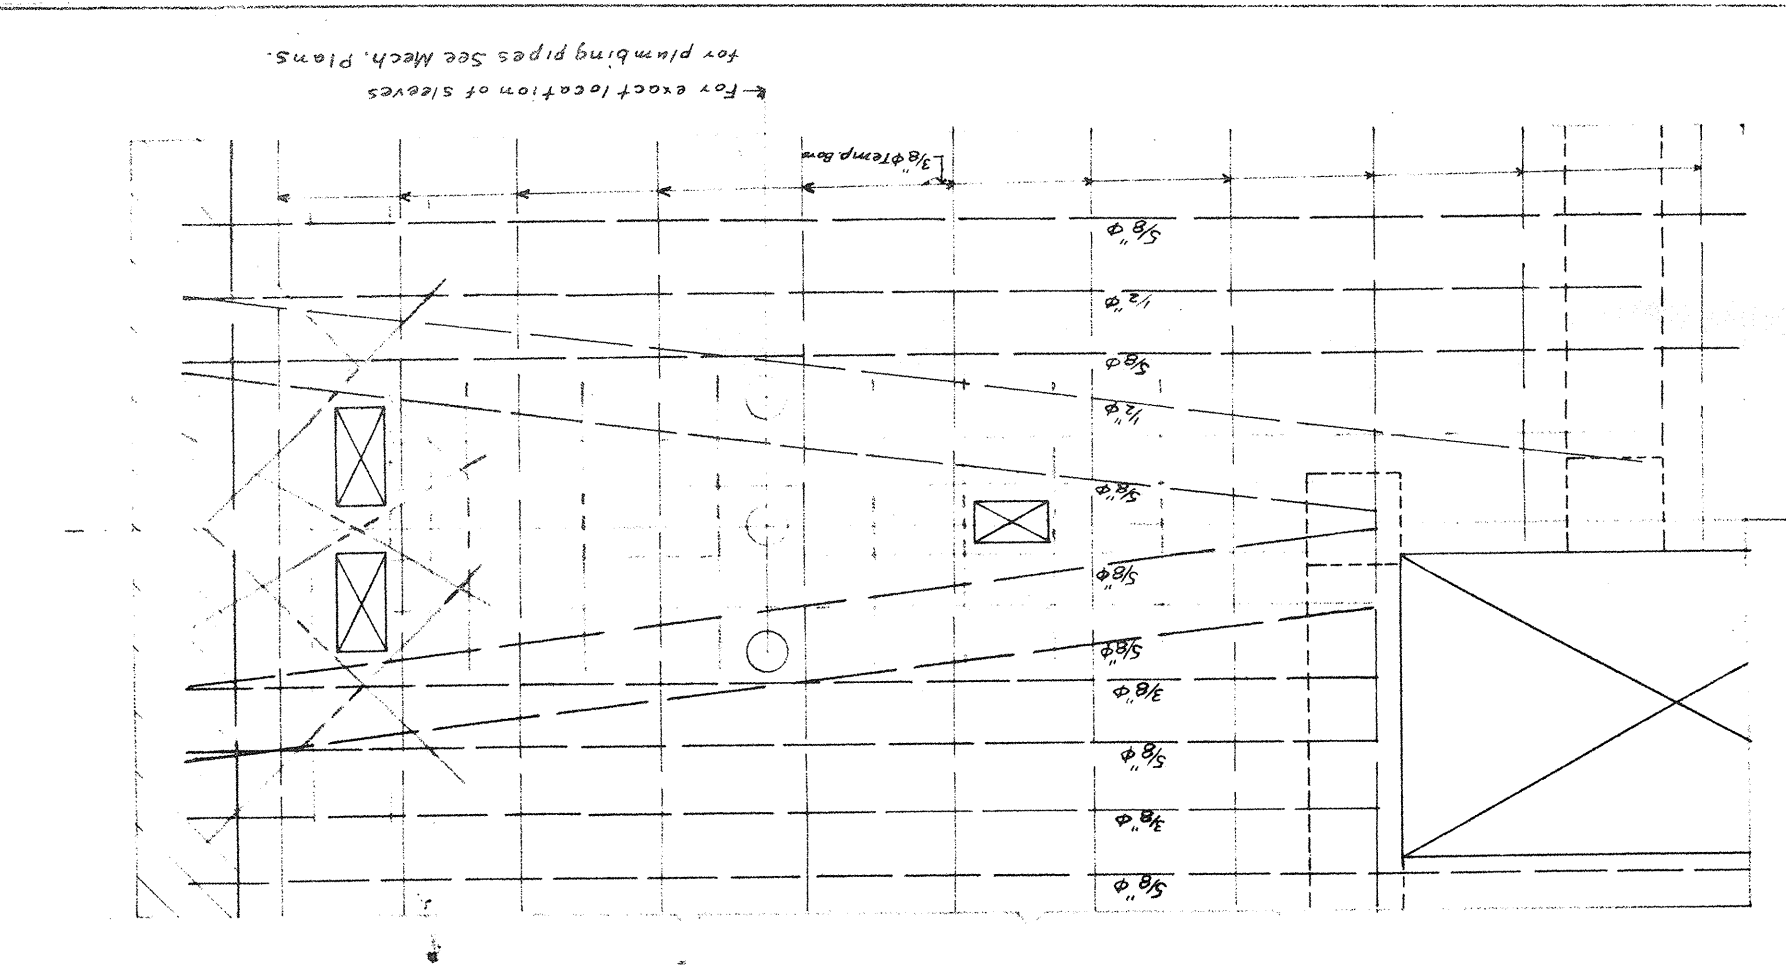 5/8"ϕ
3/8"ϕ
5/8"ϕ
3/8"ϕ
5/8"ϕ
5/8"ϕ
5/8"ϕ
1/2"ϕ
5/8"ϕ
1/2"ϕ
5/8"ϕ
3/8"ϕ Temp. Bars
For exact location of sleeves
for plumbing pipes See Mech. Plans.